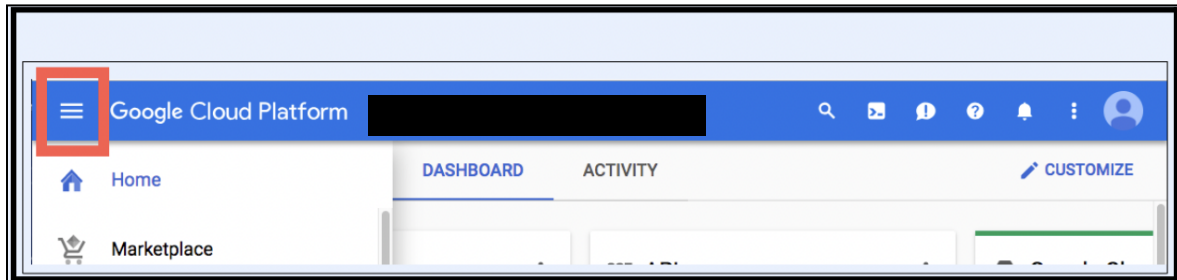 Google Cloud Platform
Home
DASHBOARD ACTIVITY CUSTOMIZE
Marketplace